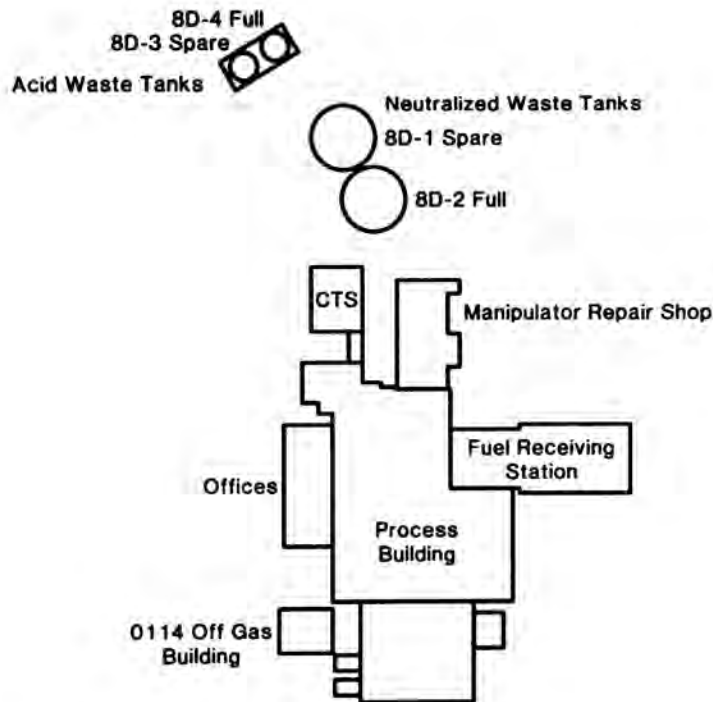 8D-4 Full
8D-3 Spare
Acid Waste Tanks
Neutralized Waste Tanks
8D-1 Spare
8D-2 Full
CTS
Manipulator Repair Shop
Fuel Receiving
Station
Offices
Process
Building
0114 Off Gas
Building